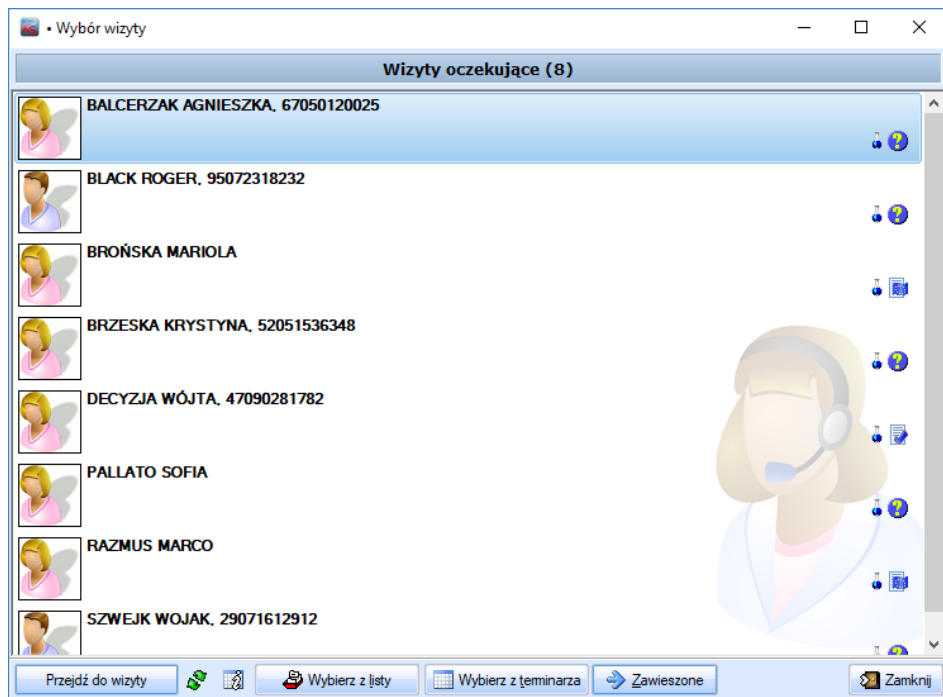 • Wybór wizyty
Wizyty oczekujące (8)
BALCERZAK AGNIESZKA, 67050120025
BLACK ROGER, 95072318232
BROŃSKA MARIOLA
BRZESKA KRYSTYNA, 52051536348
DECYZJA WÓJTA, 47090281782
PALLATO SOFIA
RAZMUS MARCO
SZWEJK WOJAK, 29071612912
Przejdź do wizyty Wybierz z listy Wybierz z terminarza Zawieszone Zamknij